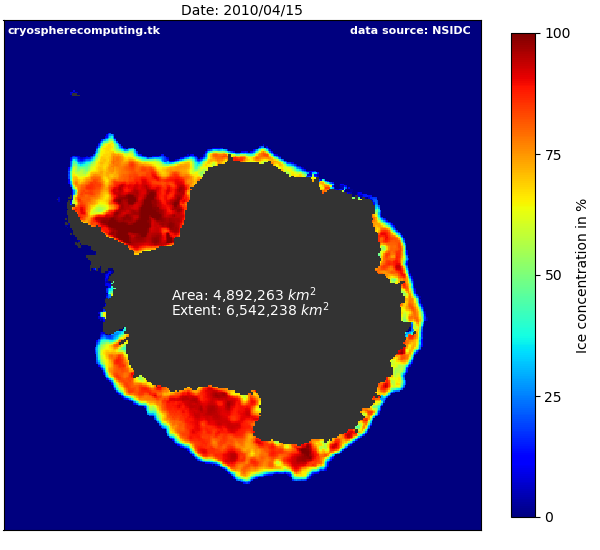 Date: 2010/04/15
cryospherecomputing.tk
data source: NSIDC
Area: 4,892,263 km²
Extent: 6,542,238 km²
100
75
50
25
0
Ice concentration in %